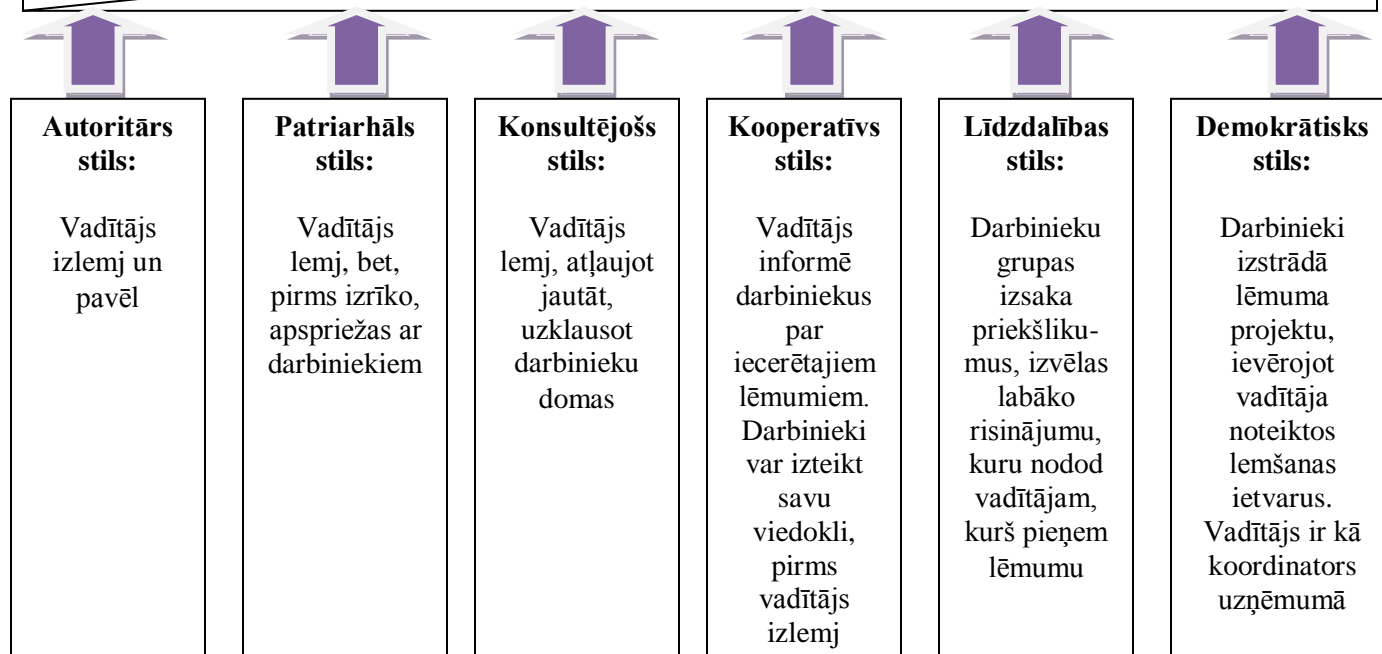 Autoritārs
stils:
Vadītājs
izlemj un
pavēl
Patriarhāls
stils:
Vadītājs
lemj, bet,
pirms izrīko,
apspriežas ar
darbiniekiem
Konsultējošs
stils:
Vadītājs
lemj, atļaujot
jautāt,
uzklausot
darbinieku
domas
Kooperatīvs
stils:
Vadītājs
informē
darbiniekus
par
iecerētajiem
lēmumiem.
Darbinieki
var izteikt
savu
viedokli,
pirms
vadītājs
izlemj
Līdzdalības
stils:
Darbinieku
grupas
izsaka
priekšliku-
mus, izvēlas
labāko
risinājumu,
kuru nodod
vadītājam,
kurš pieņem
lēmumu
Demokrātisks
stils:
Darbinieki
izstrādā
lēmuma
projektu,
ievērojot
vadītāja
noteiktos
lemšanas
ietvarus.
Vadītājs ir kā
koordinators
uzņēmumā